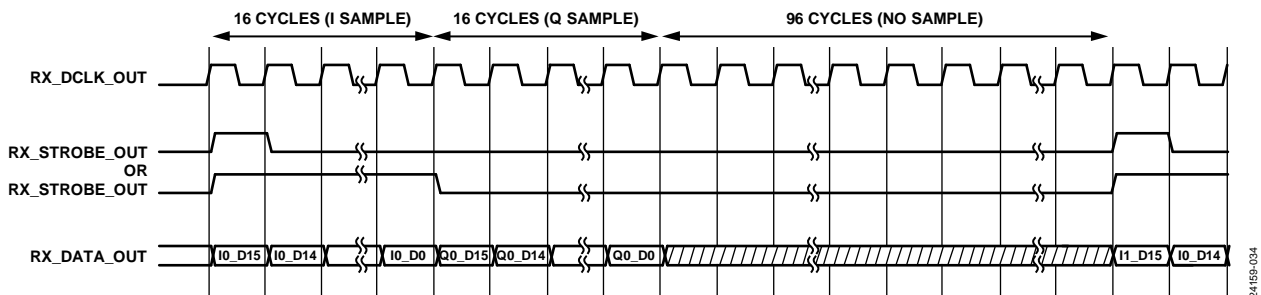 16 CYCLES (I SAMPLE)
16 CYCLES (Q SAMPLE)
96 CYCLES (NO SAMPLE)
RX_DCLK_OUT
RX_STROBE_OUT
OR
RX_STROBE_OUT
RX_DATA_OUT
I0_D15
I0_D14
I0_D0
Q0_D15
Q0_D14
Q0_D0
I1_D15
I0_D14
24159-034